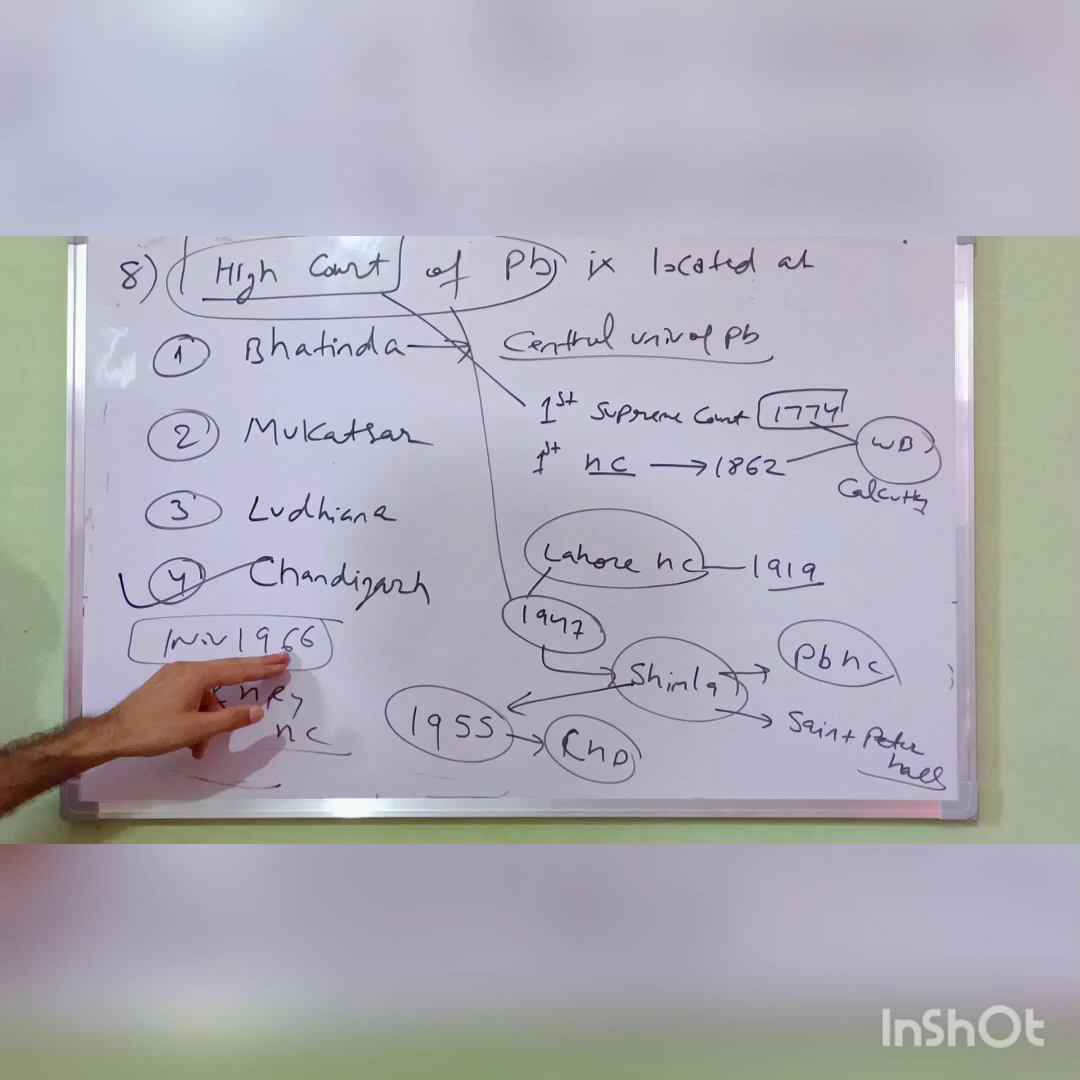 8) High Court of Pb is located at
1 Bhatinda → Central univ of Pb
1st Supreme Court 1774
1st HC → 1862
WB
Calcutta
2 Mukatsar
3 Ludhiana
4 Chandigarh
Lahore HC — 1919
1947
Shimla → Pb HC
→ Saint Peter
1955 →
Nov 1966
HC
InShOt